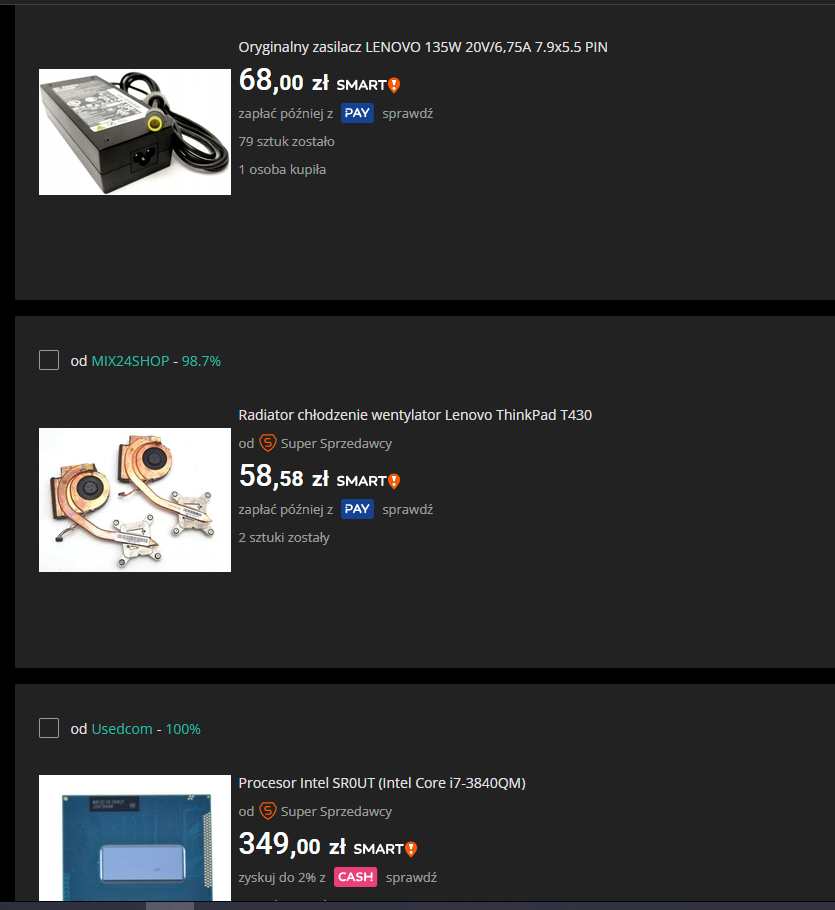 Oryginalny zasilacz LENOVO 135W 20V/6,75A 7.9x5.5 PIN
68,00 zł SMART!
zapłać później z PAY sprawdź
79 sztuk zostało
1 osoba kupiła
od MIX24SHOP - 98.7%
Radiator chłodzenie wentylator Lenovo ThinkPad T430
od S Super Sprzedawcy
58,58 zł SMART!
zapłać później z PAY sprawdź
2 sztuki zostały
od Usedcom - 100%
Procesor Intel SR0UT (Intel Core i7-3840QM)
od S Super Sprzedawcy
349,00 zł SMART!
zyskuj do 2% z CASH sprawdź